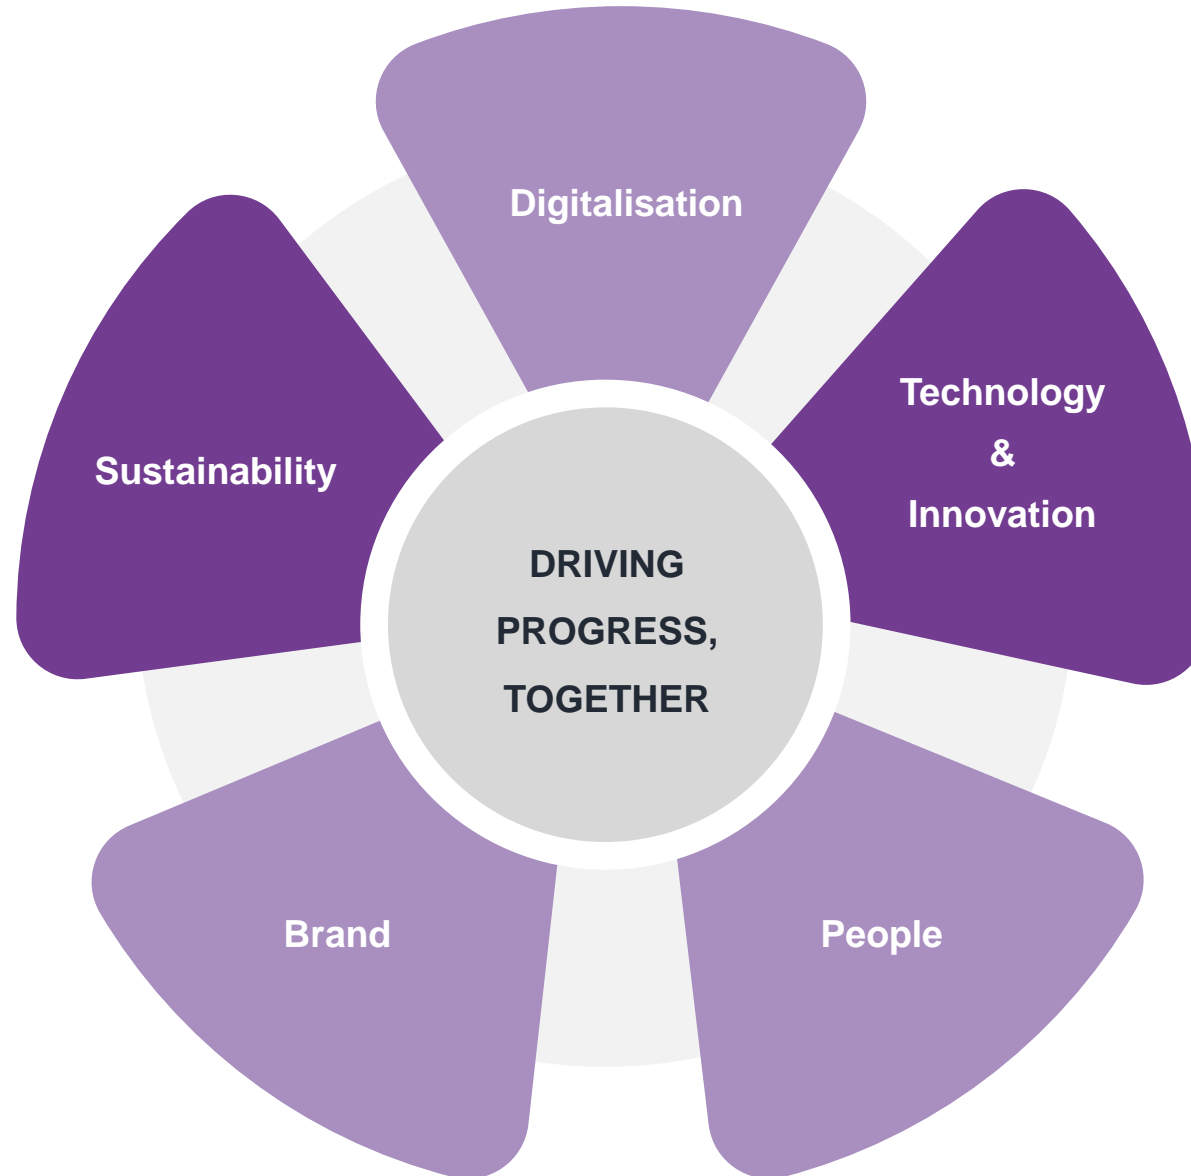 Digitalisation
Technology
&
Innovation
Sustainability
DRIVING
PROGRESS,
TOGETHER
Brand
People